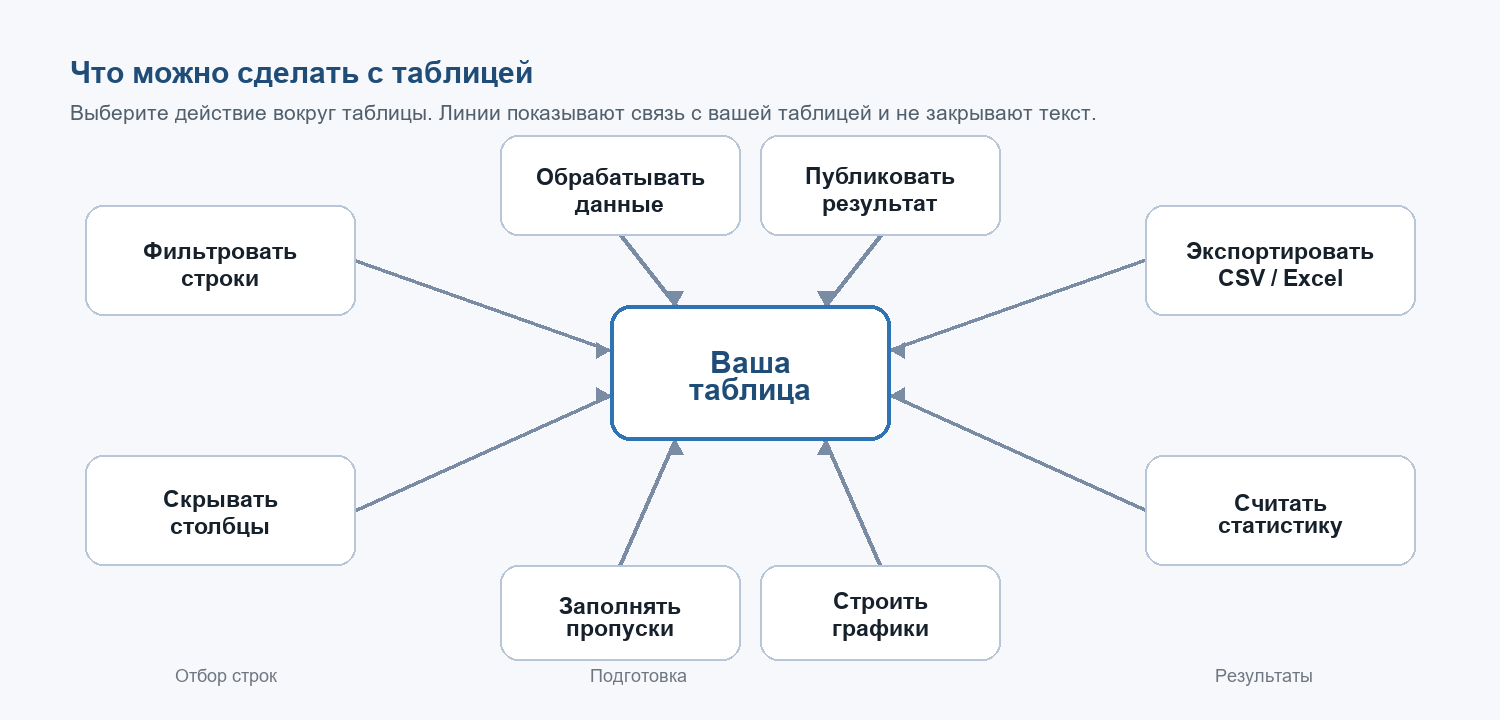 Что можно сделать с таблицей
Выберите действие вокруг таблицы. Линии показывают связь с вашей таблицей и не закрывают текст.
Обрабатывать
данные
Публиковать
результат
Фильтровать
строки
Экспортировать
CSV / Excel
Ваша
таблица
Скрывать
столбцы
Считать
статистику
Заполнять
пропуски
Строить
графики
Отбор строк
Подготовка
Результаты